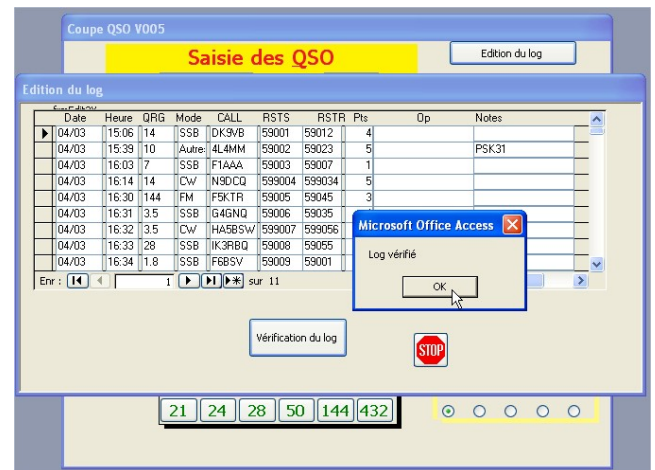 Coupe QSO V005
Saisie des QSO
Edition du log
Edition du log
Date Heure QRG Mode CALL RSTS RSTR Pts Op Notes
04/03 15:06 14 SSB DK9VB 59001 59012 4
04/03 15:39 10 Autre: 4L4MM 59002 59023 5 PSK31
04/03 16:03 7 SSB F1AAA 59003 59007 1
04/03 16:14 14 CW N9DCQ 599004 599034 5
04/03 16:30 144 FM F5KTR 59005 59045 3
04/03 16:31 3.5 SSB G4GNQ 59006 59035
04/03 16:32 3.5 CW HA5BSW 599007 599056
04/03 16:33 28 SSB IK3RBQ 59008 59055
04/03 16:34 1.8 SSB F6BSV 59009 59001
Enr : 1 sur 11
Microsoft Office Access
Log vérifié
OK
Vérification du log
STOP
21 24 28 50 144 432